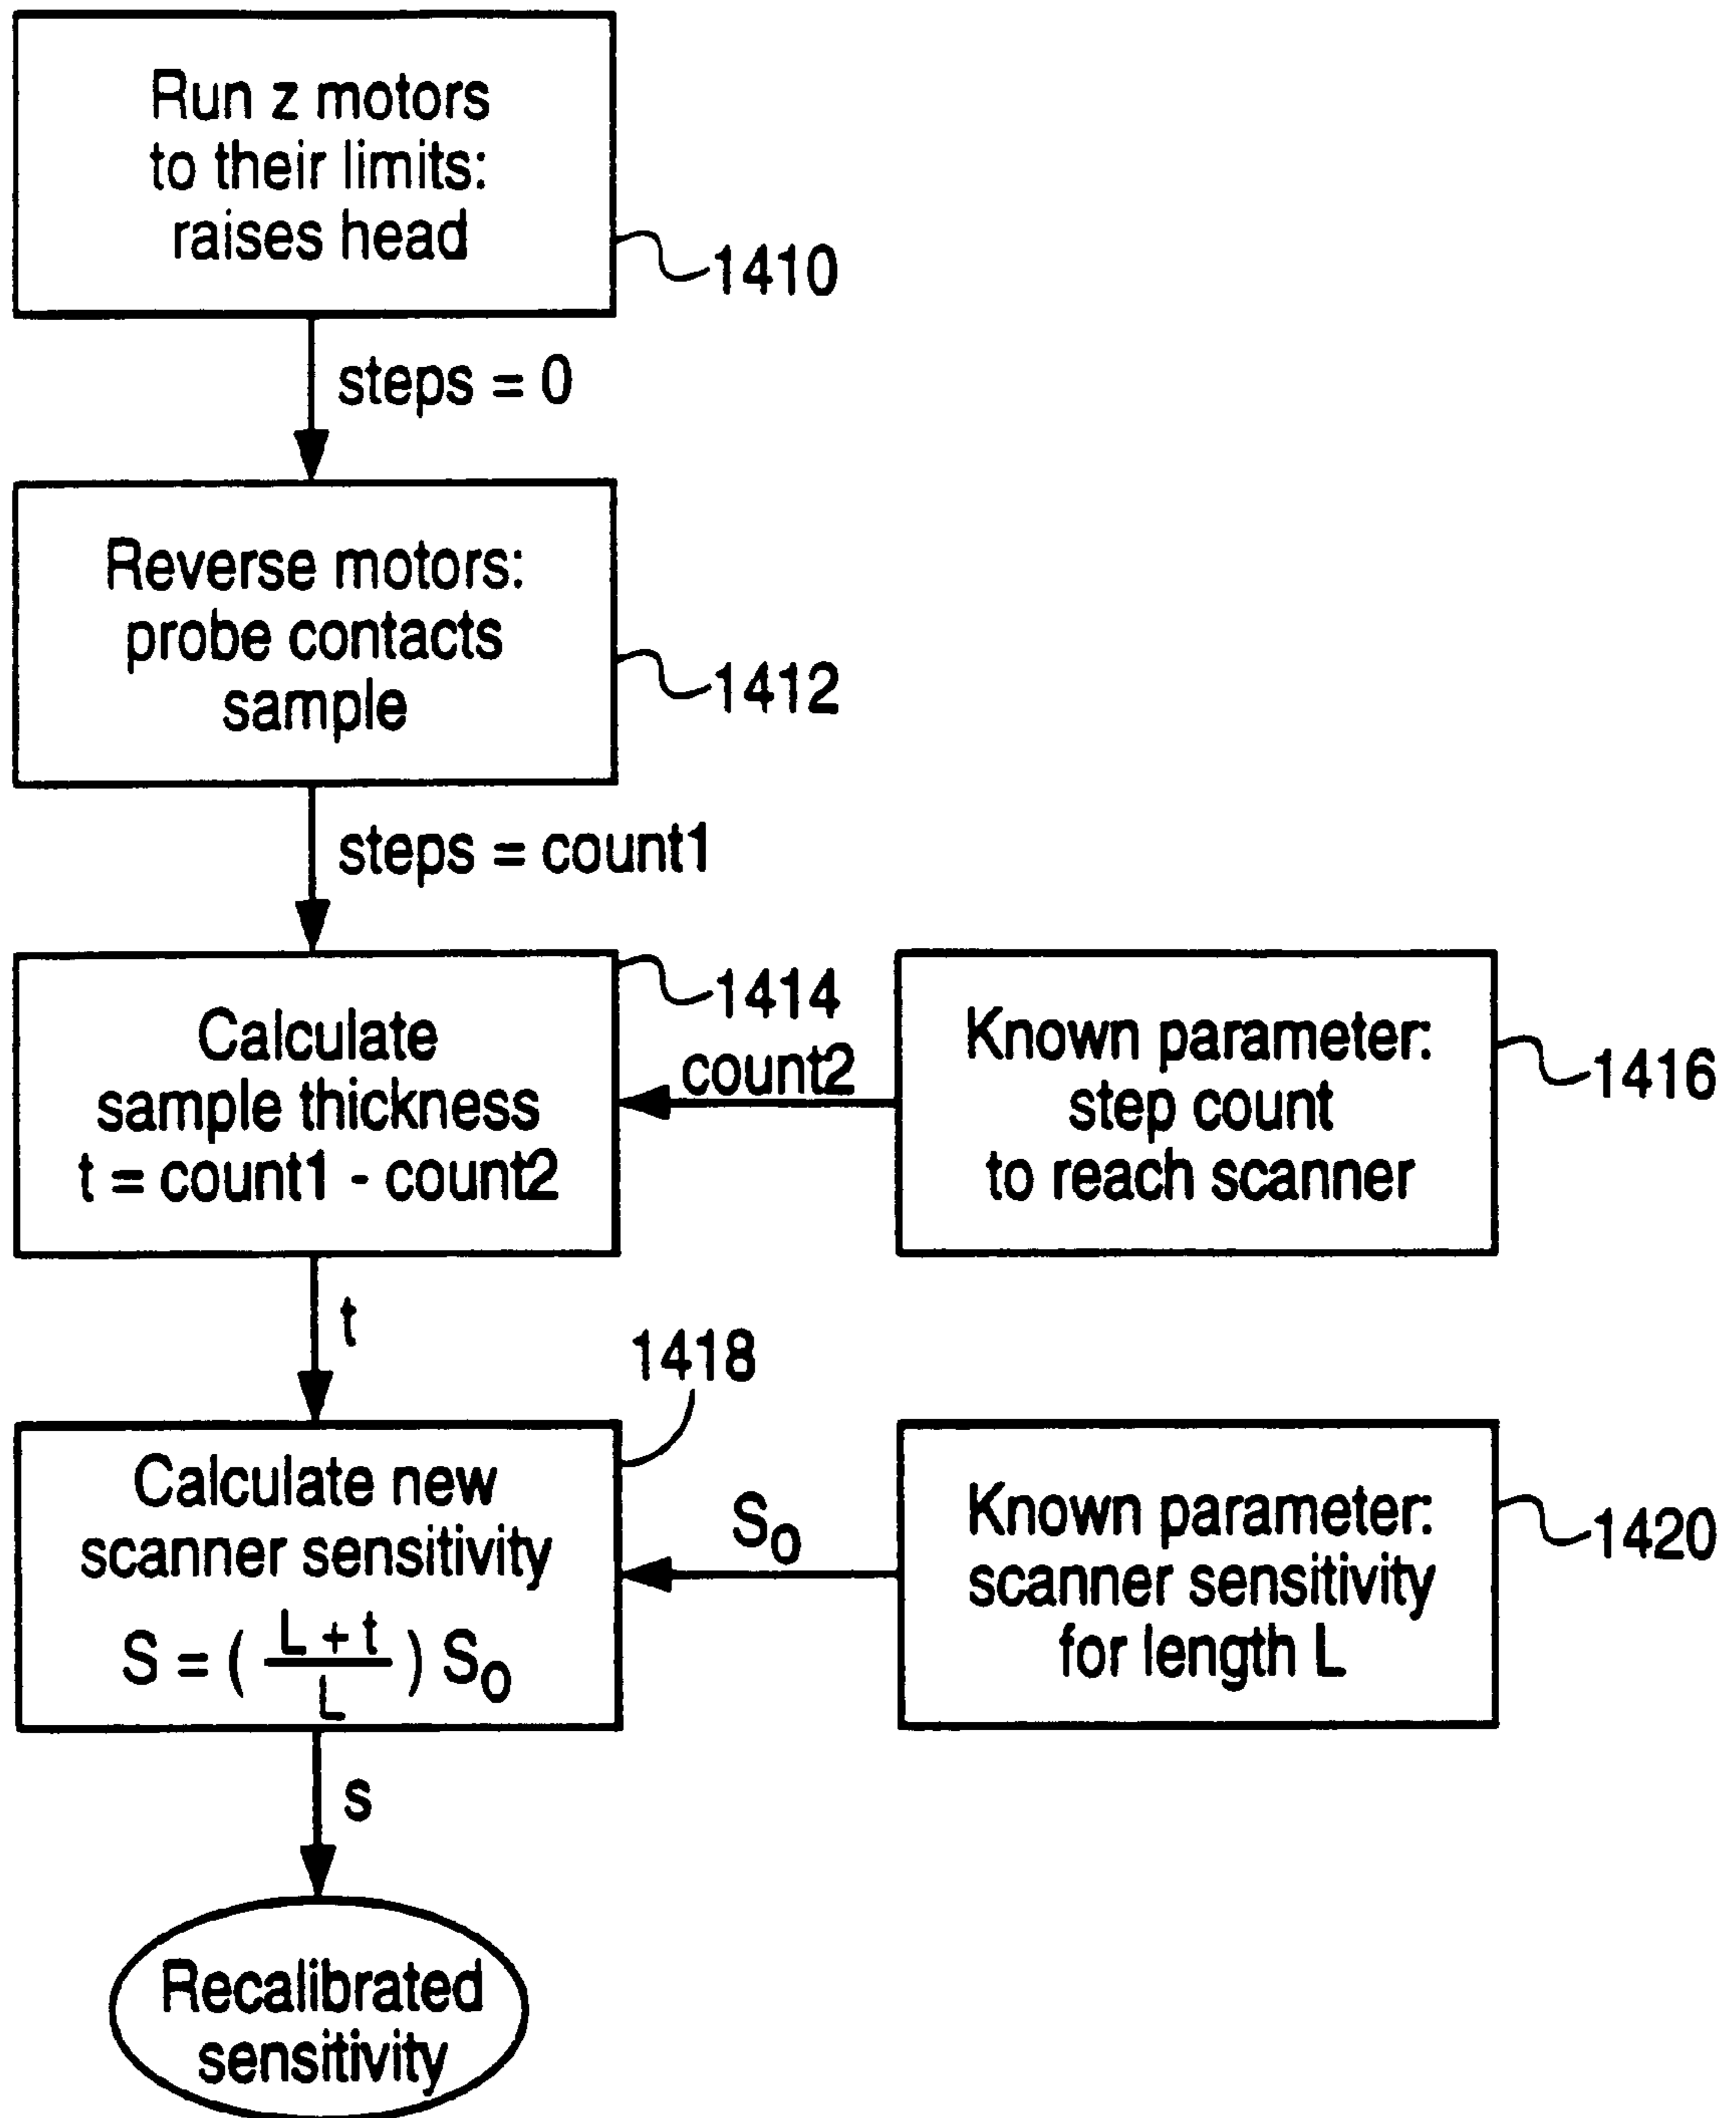 Run z motors
to their limits:
raises head
1410
steps = 0
Reverse motors:
probe contacts
sample
1412
steps = count1
Calculate
sample thickness
t = count1 - count2
1414
count2
Known parameter:
step count
to reach scanner
1416
t
1418
Calculate new
scanner sensitivity
S = ( L + t / L ) S₀
S₀
Known parameter:
scanner sensitivity
for length L
1420
s
Recalibrated
sensitivity